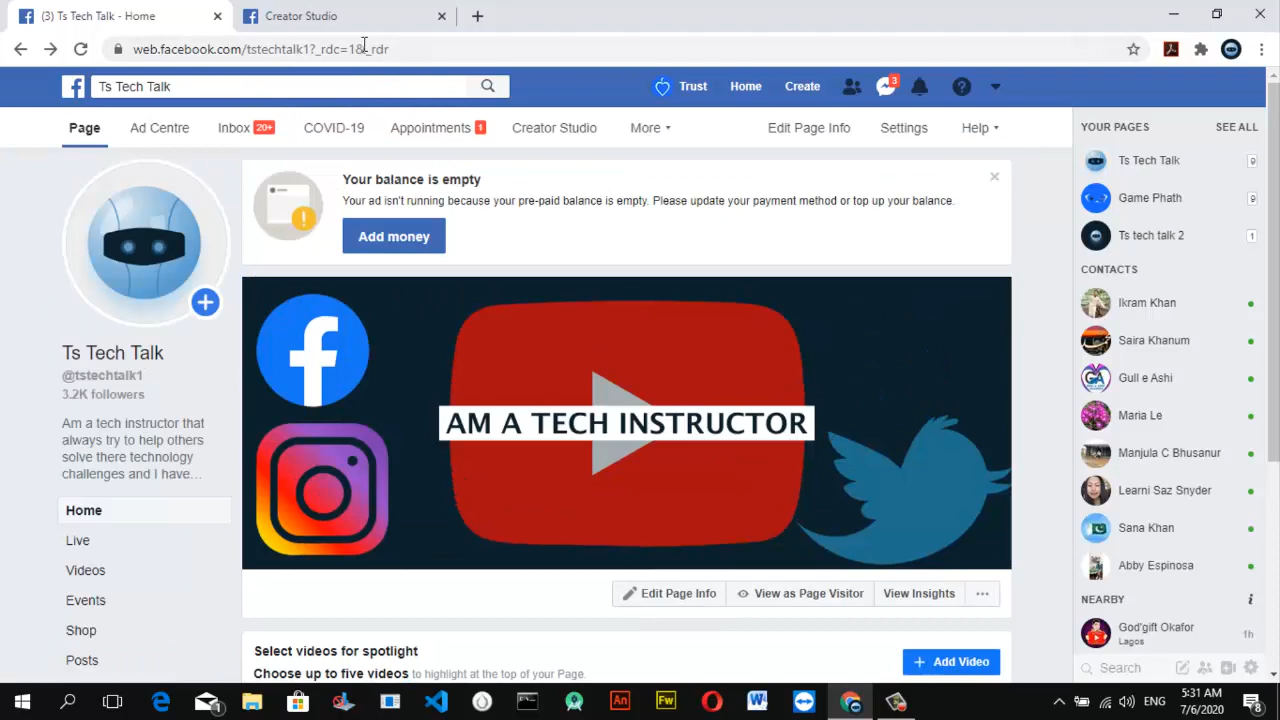 (3) Ts Tech Talk - Home
Creator Studio
web.facebook.com/tstechtalk1?_rdc=1&_rdr
Ts Tech Talk
Trust
Home
Create
3
Page
Ad Centre
Inbox 20+
COVID-19
Appointments 1
Creator Studio
More
Edit Page Info
Settings
Help
YOUR PAGES
SEE ALL
Ts Tech Talk 9
Game Phath 9
Ts tech talk 2 1
CONTACTS
Ikram Khan
Saira Khanum
Gull e Ashi
Maria Le
Manjula C Bhusanur
Learni Saz Snyder
Sana Khan
Abby Espinosa
NEARBY
God'gift Okafor
Lagos
1h
Search
Your balance is empty
Your ad isn't running because your pre-paid balance is empty. Please update your payment method or top up your balance.
Add money
AM A TECH INSTRUCTOR
Ts Tech Talk
@tstechtalk1
3.2K followers
Am a tech instructor that
always try to help others
solve there technology
challenges and I have…
Home
Live
Videos
Events
Shop
Posts
Edit Page Info
View as Page Visitor
View Insights
Select videos for spotlight
Choose up to five videos to highlight at the top of your Page.
+ Add Video
1
An
Fw
W
ENG
5:31 AM
7/6/2020
8